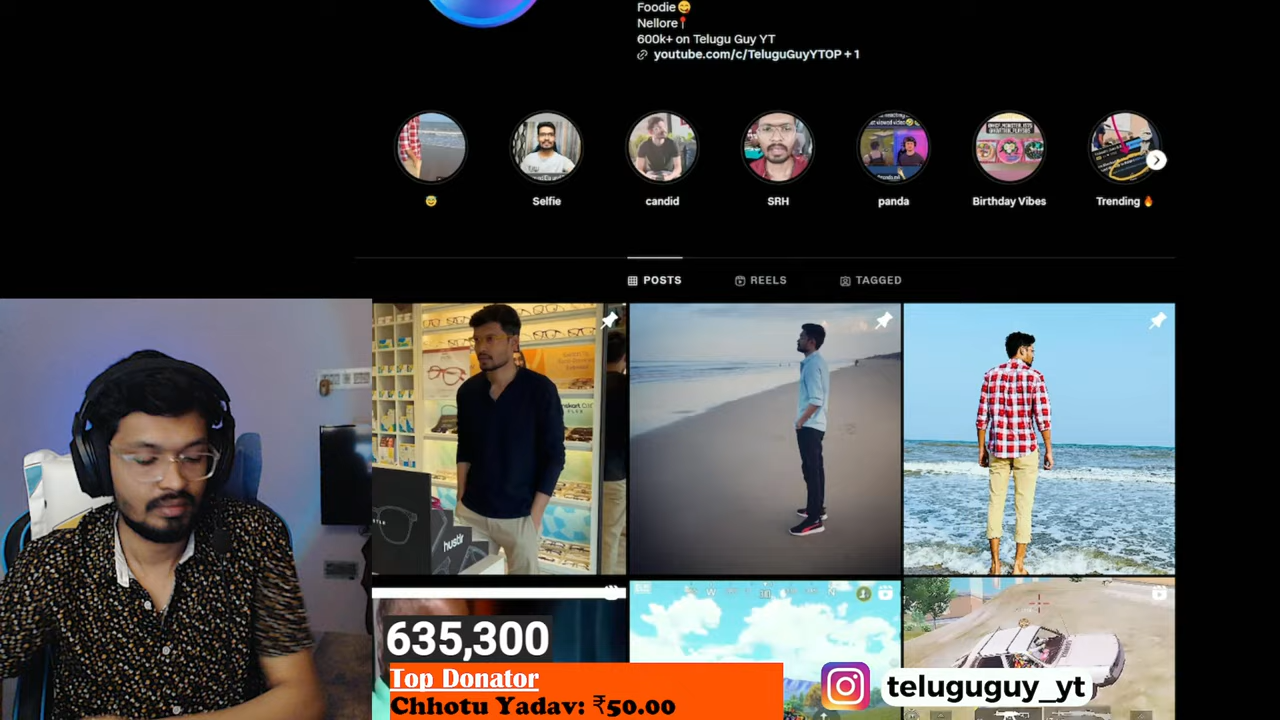 Foodie😋
Nellore📍
600k+ on Telugu Guy YT
youtube.com/c/TeluguGuyYTOP + 1
😇
Selfie
candid
SRH
panda
Birthday Vibes
Trending 🔥
POSTS
REELS
TAGGED
hustlr
635,300
Top Donator
Chhotu Yadav: ₹50.00
teluguguy_yt